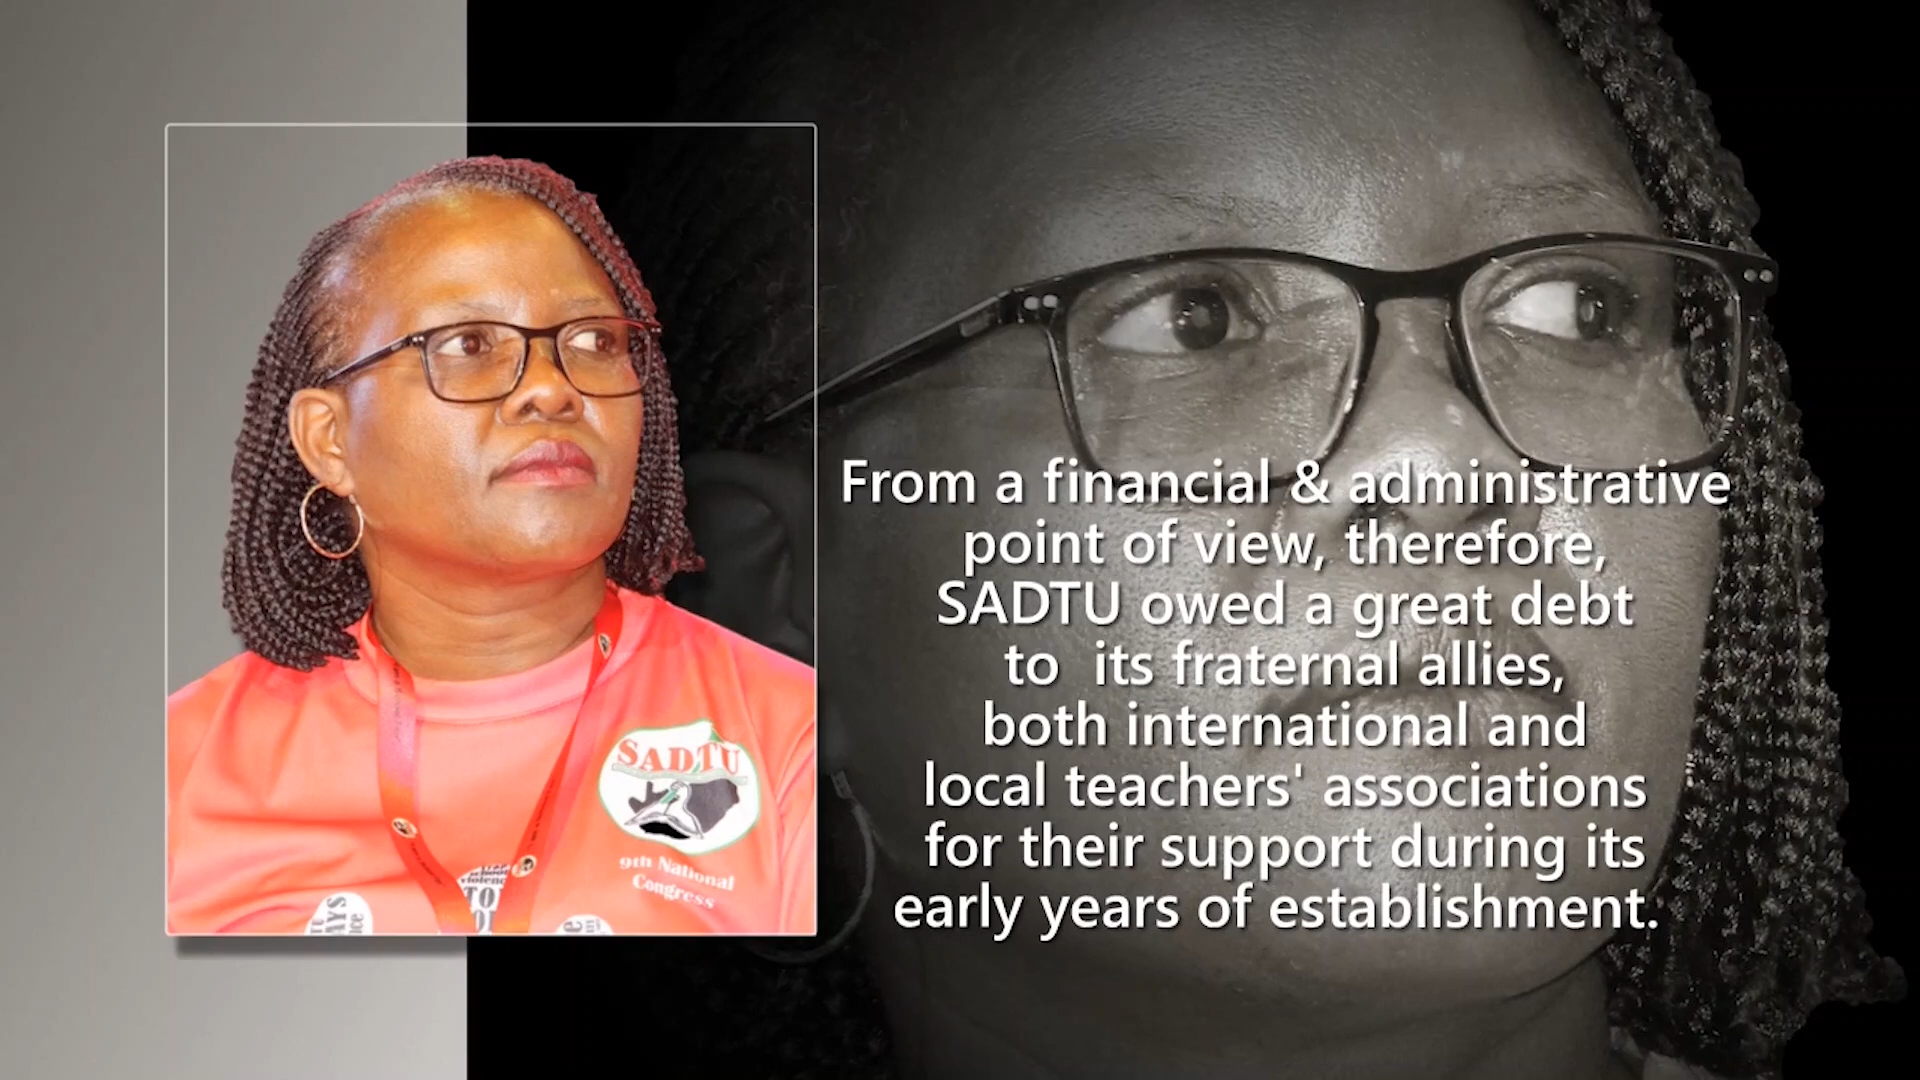 From a financial & administrative
point of view, therefore,
SADTU owed a great debt
to  its fraternal allies,
both international and
local teachers' associations
for their support during its
early years of establishment.
SADTU
9th National
Congress